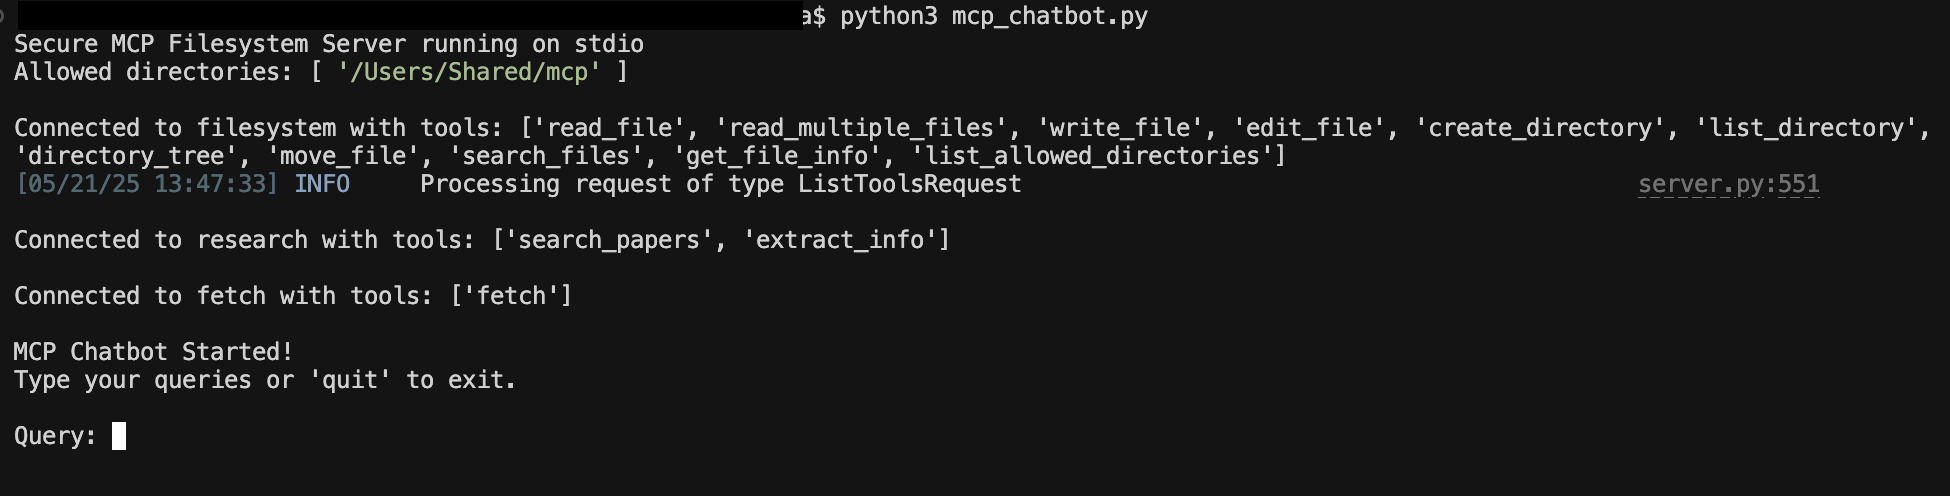 a$ python3 mcp_chatbot.py
Secure MCP Filesystem Server running on stdio
Allowed directories: [ '/Users/Shared/mcp' ]
Connected to filesystem with tools: ['read_file', 'read_multiple_files', 'write_file', 'edit_file', 'create_directory', 'list_directory',
'directory_tree', 'move_file', 'search_files', 'get_file_info', 'list_allowed_directories']
[05/21/25 13:47:33] INFO     Processing request of type ListToolsRequest     server.py:551
Connected to research with tools: ['search_papers', 'extract_info']
Connected to fetch with tools: ['fetch']
MCP Chatbot Started!
Type your queries or 'quit' to exit.
Query: